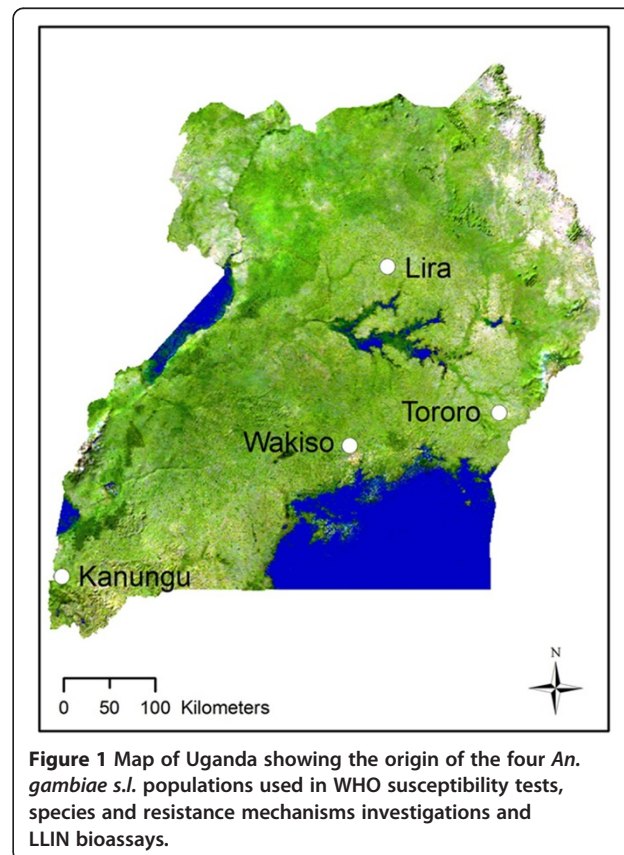 Lira
Tororo
Wakiso
Kanungu
N
0 50 100 Kilometers
Figure 1 Map of Uganda showing the origin of the four An.
gambiae s.l. populations used in WHO susceptibility tests,
species and resistance mechanisms investigations and
LLIN bioassays.